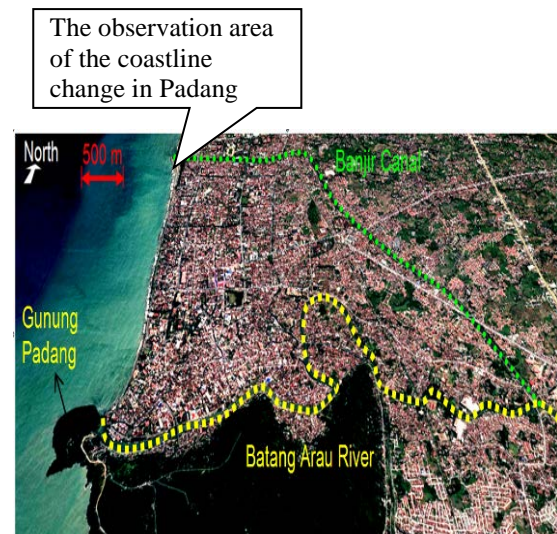 The observation area
of the coastline
change in Padang
North
500 m
Banjir Canal
Gunung
Padang
Batang Arau River